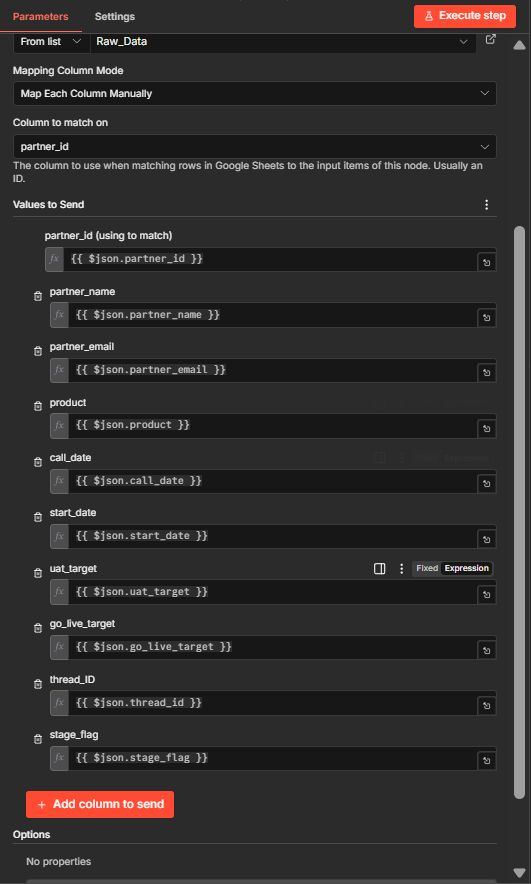 Parameters Settings Execute step
From list Raw_Data
Mapping Column Mode
Map Each Column Manually
Column to match on
partner_id
The column to use when matching rows in Google Sheets to the input items of this node. Usually an
ID.
Values to Send
partner_id (using to match)
fx {{ $json.partner_id }}
partner_name
fx {{ $json.partner_name }}
partner_email
fx {{ $json.partner_email }}
product
fx {{ $json.product }}
call_date
fx {{ $json.call_date }}
start_date
fx {{ $json.start_date }}
uat_target Fixed Expression
fx {{ $json.uat_target }}
go_live_target
fx {{ $json.go_live_target }}
thread_ID
fx {{ $json.thread_id }}
stage_flag
fx {{ $json.stage_flag }}
+ Add column to send
Options
No properties